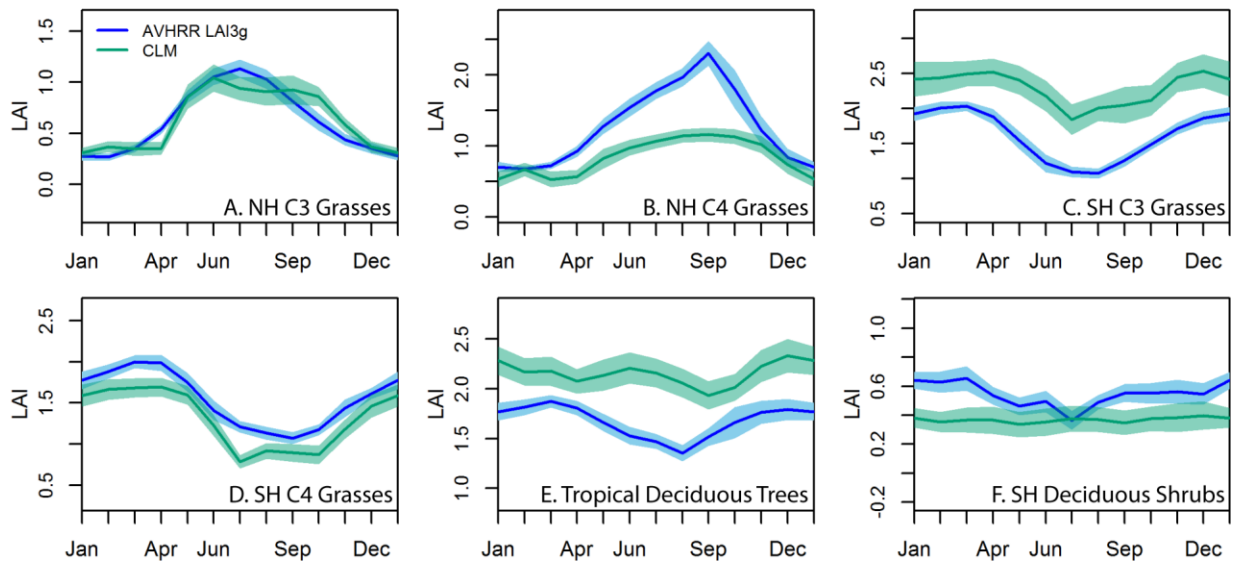 AVHRR LAI3g
CLM
LAI
0.0 0.5 1.0 1.5
A. NH C3 Grasses
Jan Apr Jun Sep Dec
LAI
0.0 1.0 2.0
B. NH C4 Grasses
Jan Apr Jun Sep Dec
LAI
0.5 1.5 2.5
C. SH C3 Grasses
Jan Apr Jun Sep Dec
LAI
0.5 1.5 2.5
D. SH C4 Grasses
Jan Apr Jun Sep Dec
LAI
1.0 1.5 2.0 2.5
E. Tropical Deciduous Trees
Jan Apr Jun Sep Dec
LAI
-0.2 0.2 0.6 1.0
F. SH Deciduous Shrubs
Jan Apr Jun Sep Dec